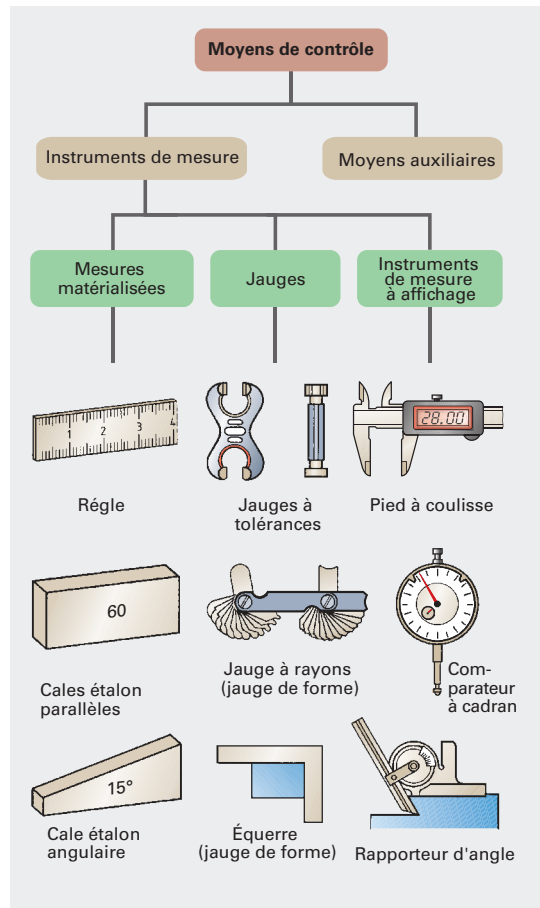 Moyens de contrôle
Instruments de mesure
Moyens auxiliaires
Mesures
matérialisées
Jauges
Instruments
de mesure
à affichage
1 2 3 4
28.00
Régle
Jauges à
tolérances
Pied à coulisse
60
Cales étalon
parallèles
Jauge à rayons
(jauge de forme)
Com-
parateur
à cadran
15°
Cale étalon
angulaire
Équerre
(jauge de forme)
Rapporteur d'angle